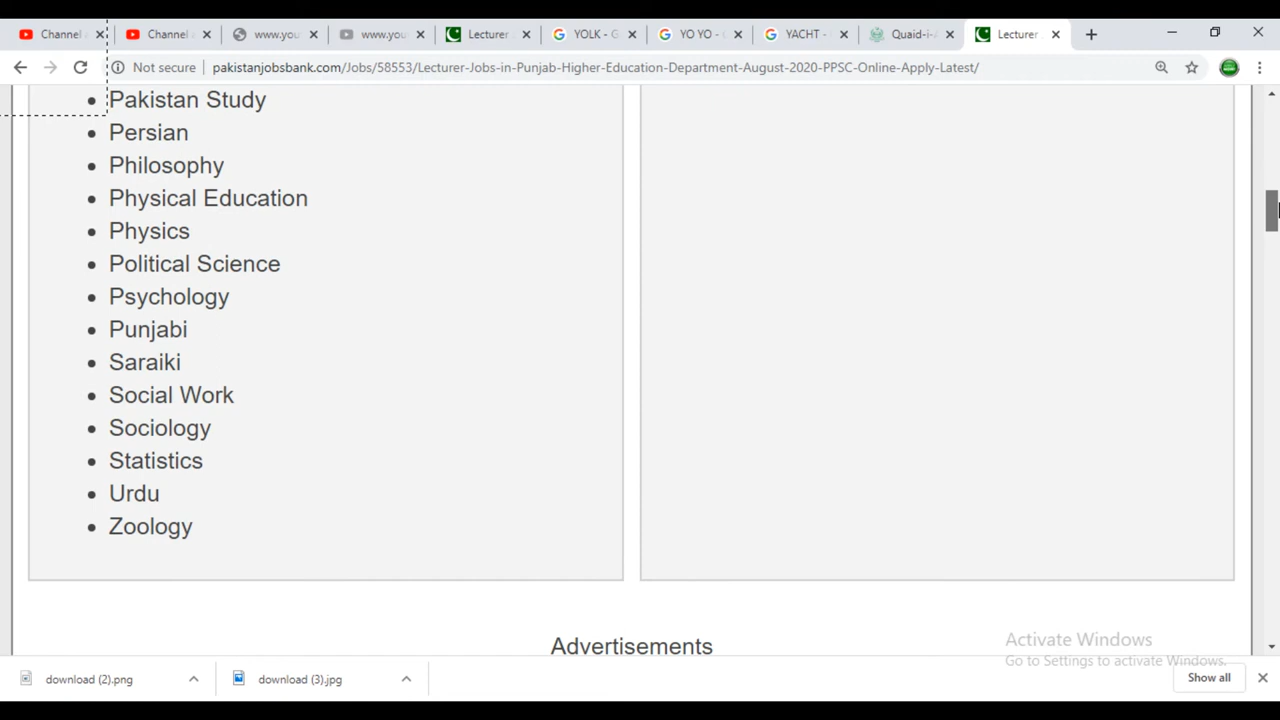 Channel
Channel
www.you
www.you
Lecturer
YOLK - G
YO YO -
YACHT -
Quaid-i-
Lecturer
Not secure
pakistanjobsbank.com/Jobs/58553/Lecturer-Jobs-in-Punjab-Higher-Education-Department-August-2020-PPSC-Online-Apply-Latest/
Pakistan Study
Persian
Philosophy
Physical Education
Physics
Political Science
Psychology
Punjabi
Saraiki
Social Work
Sociology
Statistics
Urdu
Zoology
Advertisements
Activate Windows
Go to Settings to activate Windows.
download (2).png
download (3).jpg
Show all